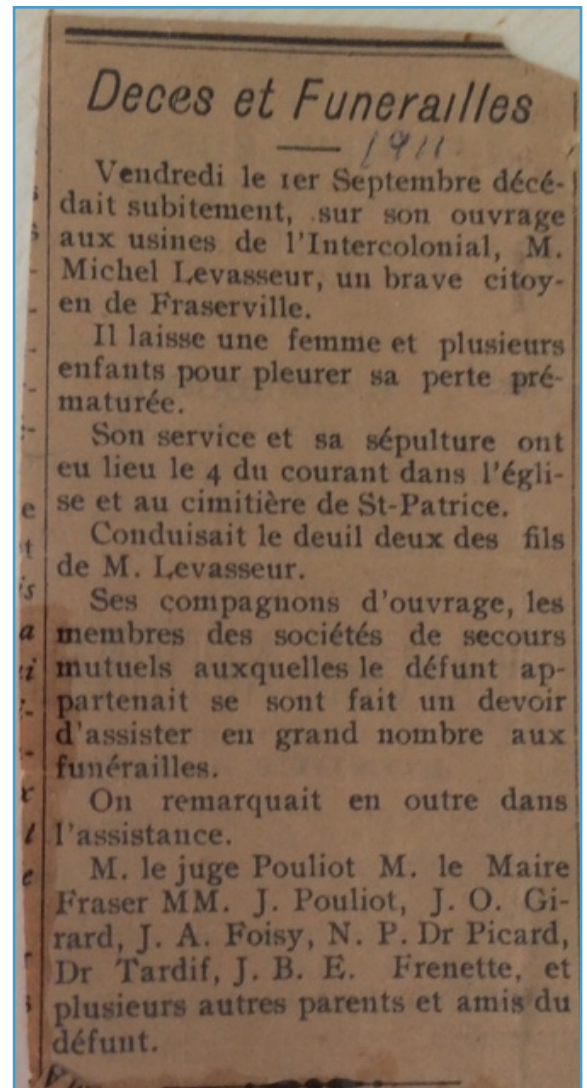 Deces et Funerailles
1911.
Vendredi le 1er Septembre décé-
dait subitement, sur son ouvrage
aux usines de l'Intercolonial, M.
Michel Levasseur, un brave citoy-
en de Fraserville.
Il laisse une femme et plusieurs
enfants pour pleurer sa perte pré-
maturée.
Son service et sa sépulture ont
eu lieu le 4 du courant dans l'égli-
se et au cimitière de St-Patrice.
Conduisait le deuil deux des fils
de M. Levasseur.
Ses compagnons d'ouvrage, les
membres des sociétés de secours
mutuels auxquelles le défunt ap-
partenait se sont fait un devoir
d'assister en grand nombre aux
funérailles.
On remarquait en outre dans
l'assistance.
M. le juge Pouliot M. le Maire
Fraser MM. J. Pouliot, J. O. Gi-
rard, J. A. Foisy, N. P. Dr Picard,
Dr Tardif, J. B. E. Frenette, et
plusieurs autres parents et amis du
défunt.